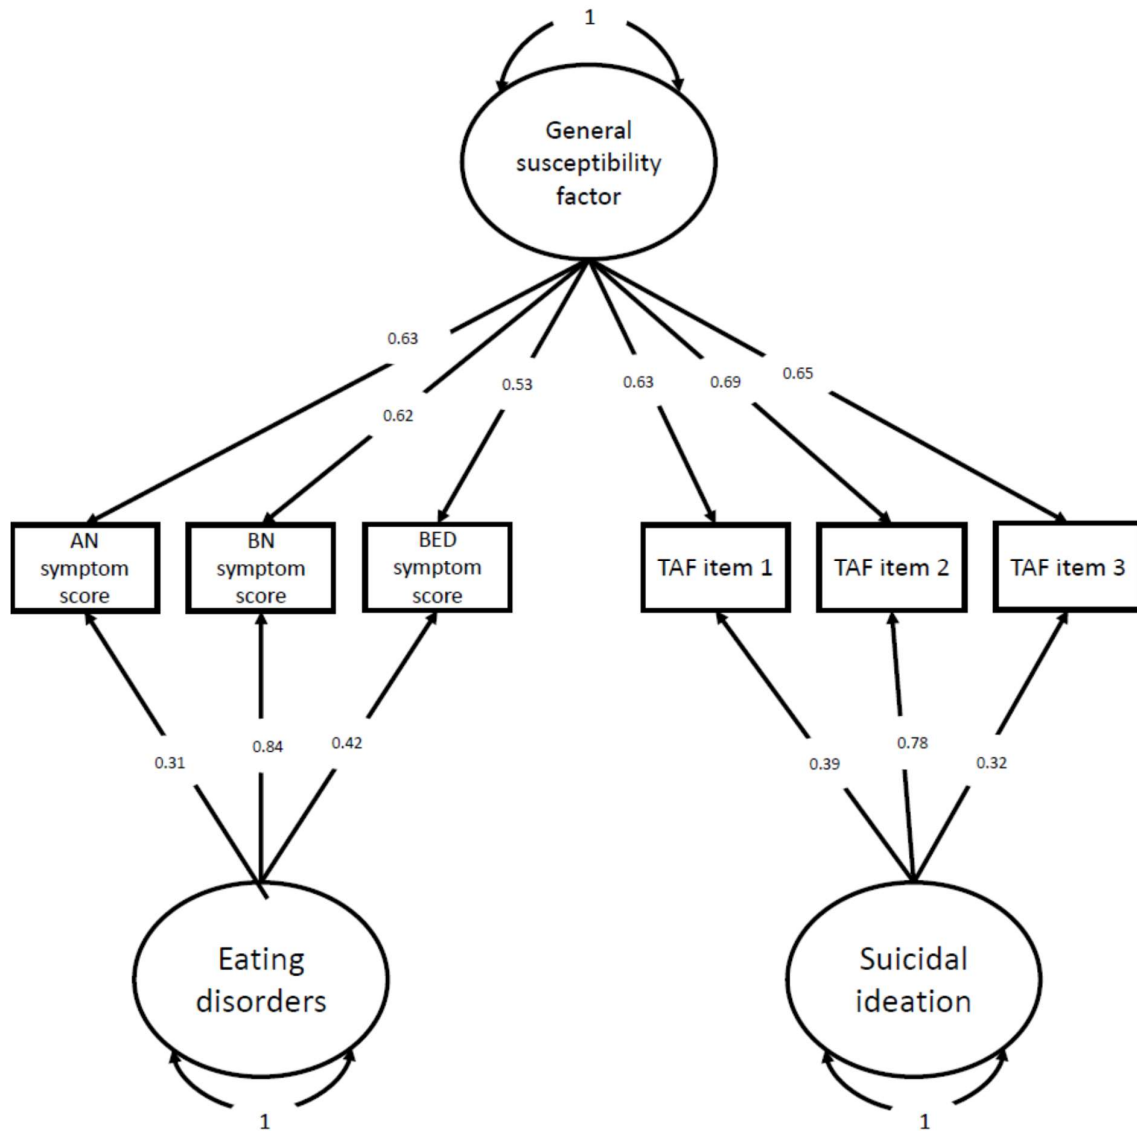 1
General
susceptibility
factor
0.63
0.62
0.53
0.63
0.69
0.65
AN
symptom
score
BN
symptom
score
BED
symptom
score
TAF item 1
TAF item 2
TAF item 3
0.31
0.84
0.42
0.39
0.78
0.32
Eating
disorders
Suicidal
ideation
1
1